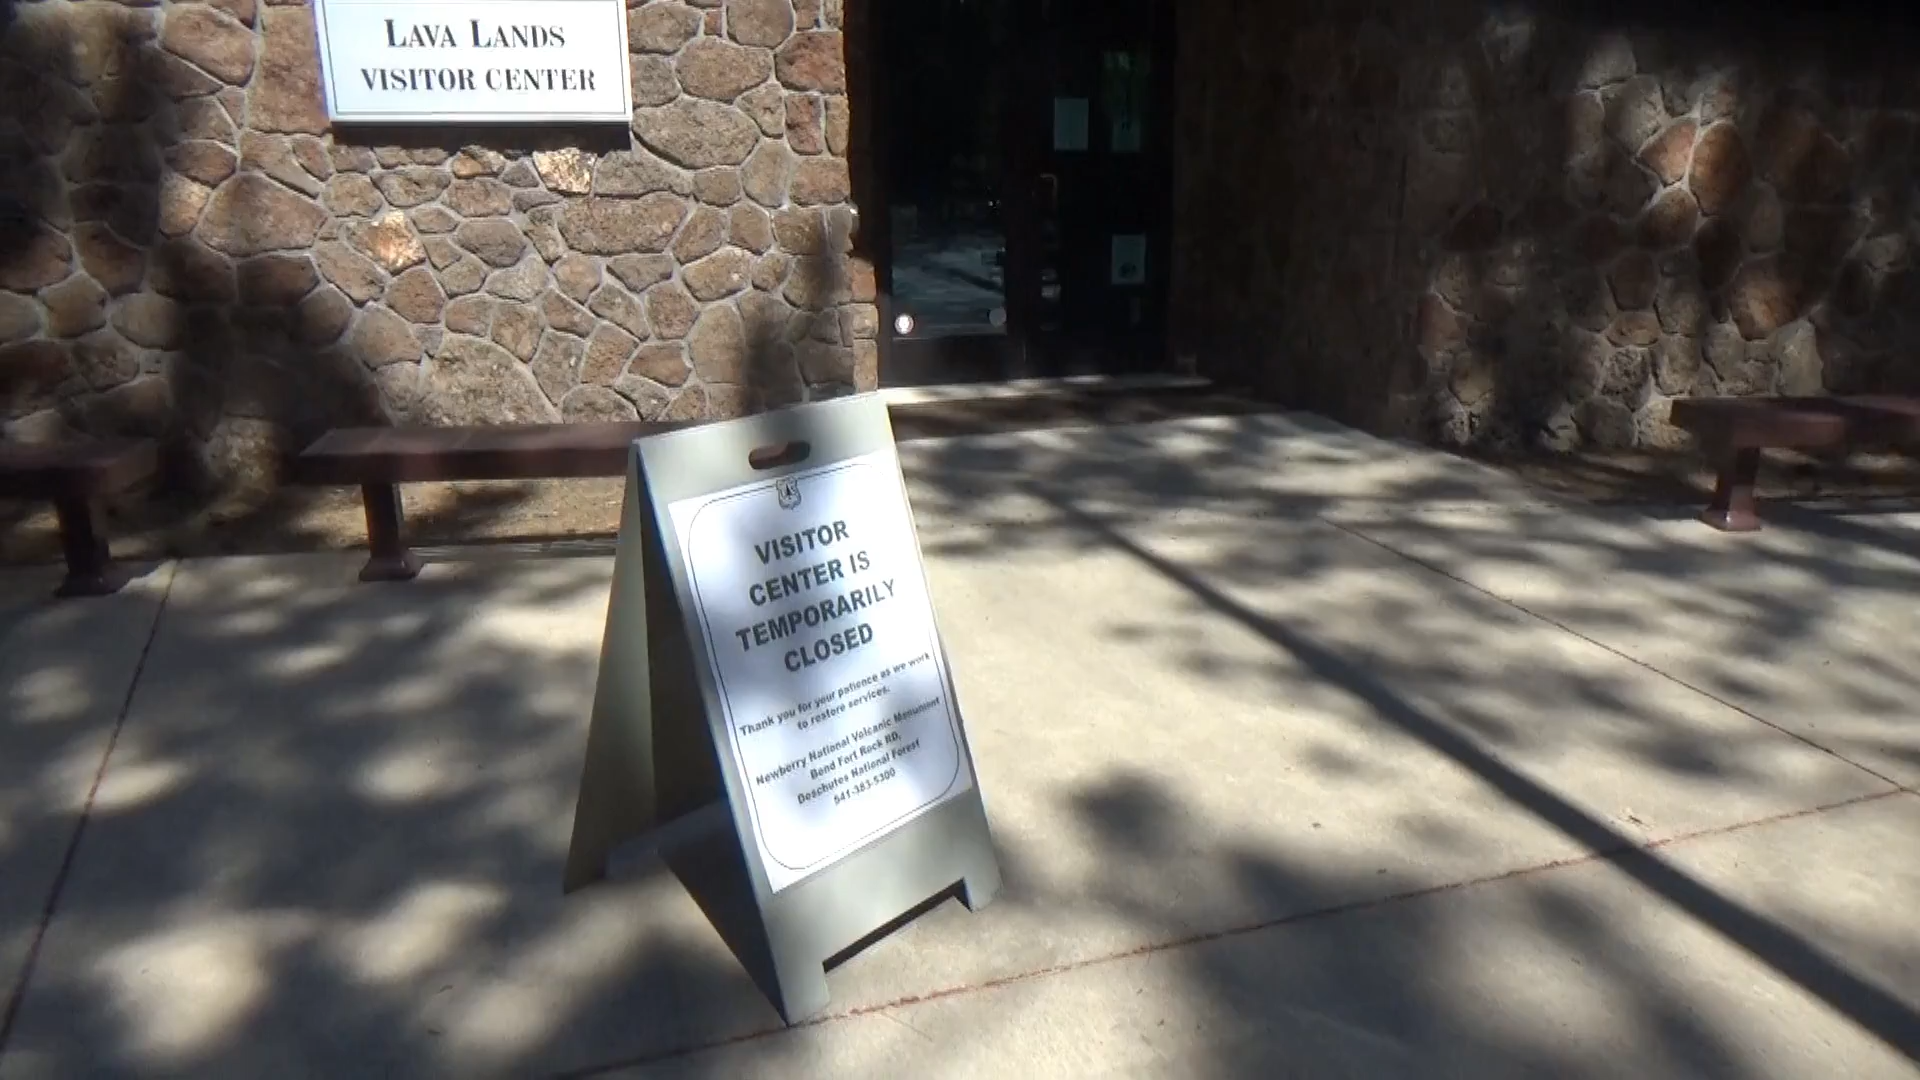 LAVA LANDS
VISITOR CENTER
VISITOR
CENTER IS
TEMPORARILY
CLOSED
Thank you for your patience as we work
to restore services.
Newberry National Volcanic Monument
Bend Fort Rock RD,
Deschutes National Forest
541-383-5300